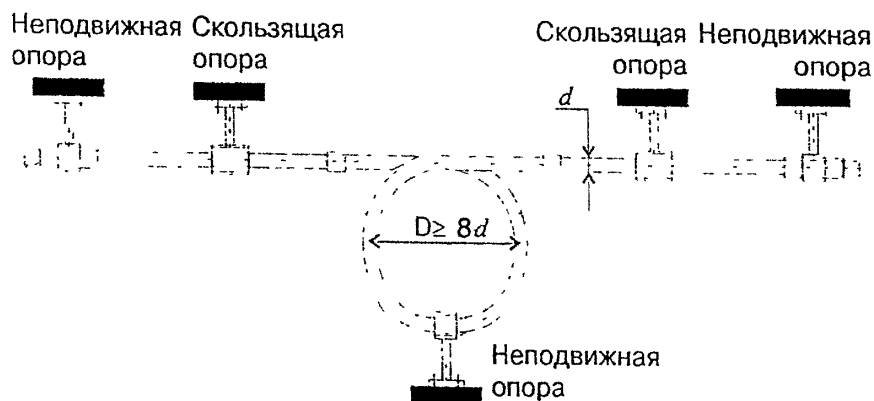 Неподвижная
опора
Скользящая
опора
Скользящая
опора
Неподвижная
опора
d
D≥ 8d
Неподвижная
опора